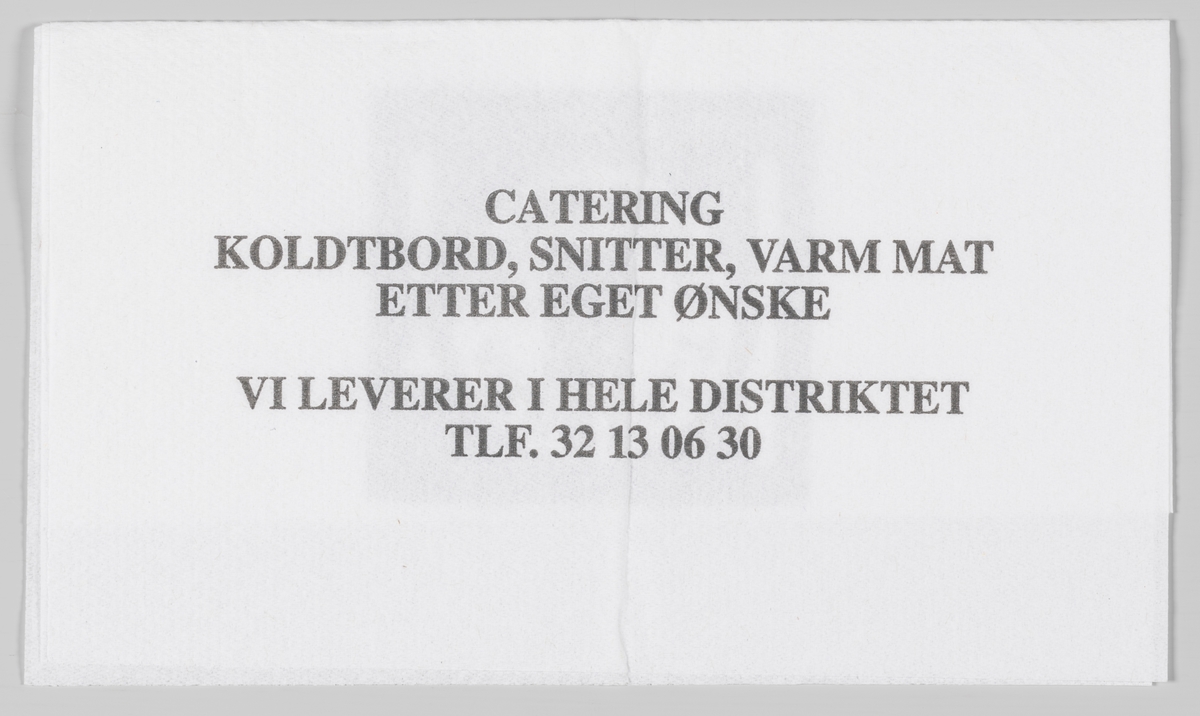 CATERING
KOLDTBORD, SNITTER, VARM MAT
ETTER EGET ØNSKE
VI LEVERER I HELE DISTRIKTET
TLF. 32 13 06 30